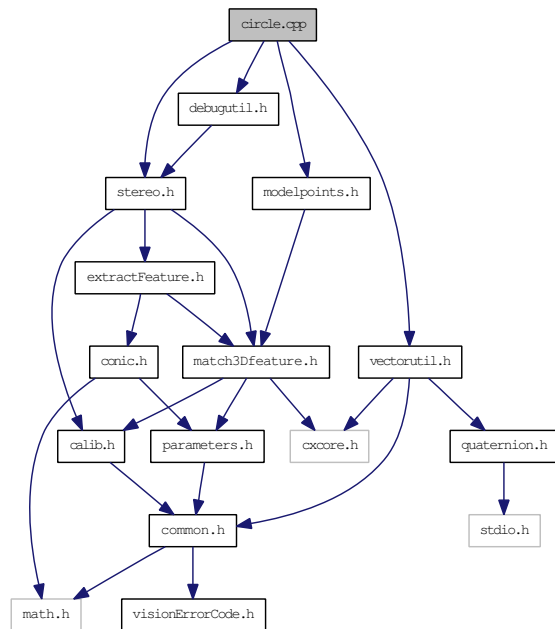 circle.cpp
debugutil.h
stereo.h
modelpoints.h
extractFeature.h
conic.h
match3Dfeature.h
vectorutil.h
calib.h
parameters.h
cxcore.h
quaternion.h
common.h
stdio.h
math.h
visionErrorCode.h